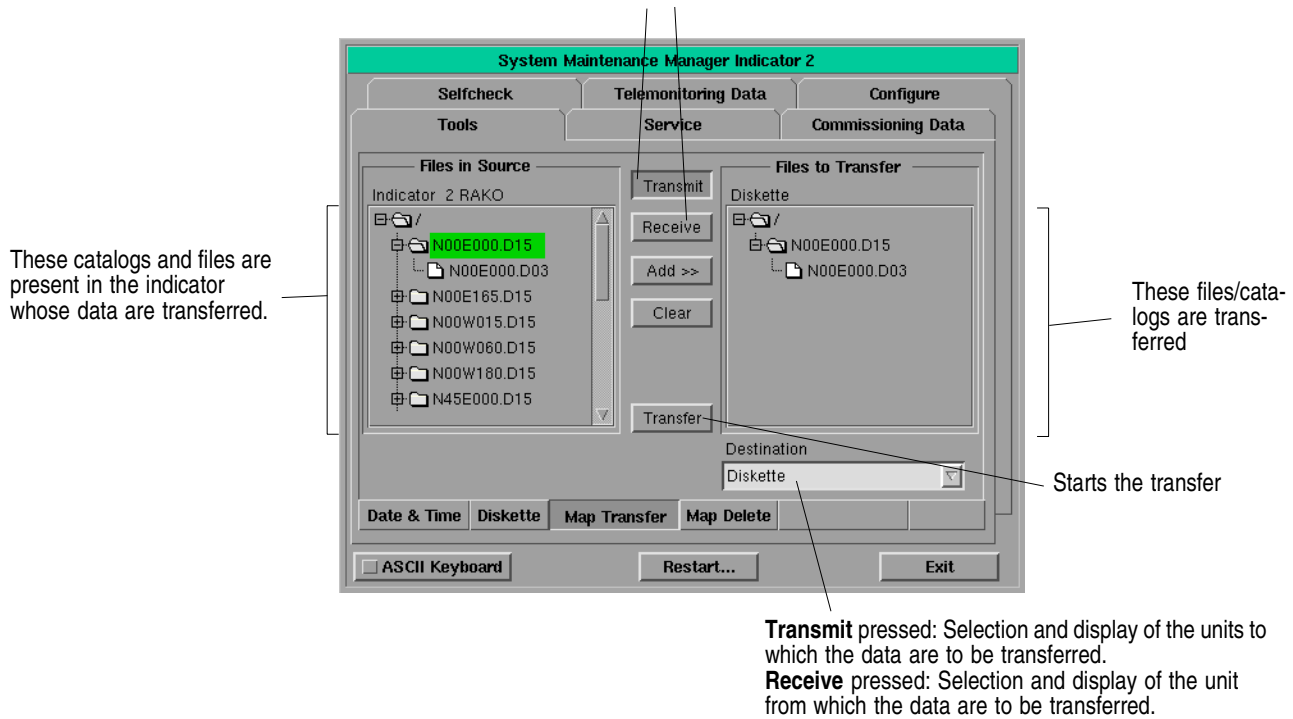 System Maintenance Manager Indicator 2
Selfcheck
Telemonitoring Data
Configure
Tools
Service
Commissioning Data
Files in Source
Indicator 2 RAKO
/
N00E000.D15
N00E000.D03
N00E165.D15
N00W015.D15
N00W060.D15
N00W180.D15
N45E000.D15
Transmit
Receive
Add >>
Clear
Transfer
Files to Transfer
Diskette
/
N00E000.D15
N00E000.D03
Destination
Diskette
Date & Time
Diskette
Map Transfer
Map Delete
ASCII Keyboard
Restart...
Exit
These catalogs and files are
present in the indicator
whose data are transferred.
These files/cata-
logs are trans-
ferred
Starts the transfer
Transmit pressed: Selection and display of the units to
which the data are to be transferred.
Receive pressed: Selection and display of the unit
from which the data are to be transferred.